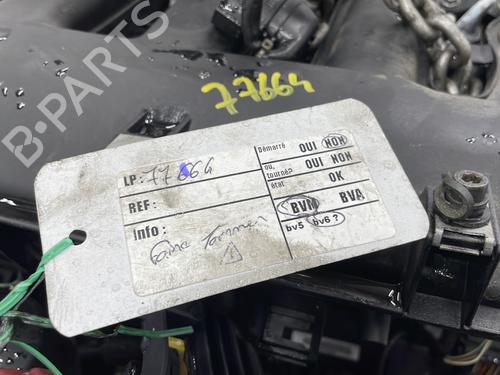 B-PARTS
77664
LP: 77664
REF:
Info:
Démarré OUI NON
ou, tourné? OUI NON
état OK
BVM BVA
bv5 bv6?